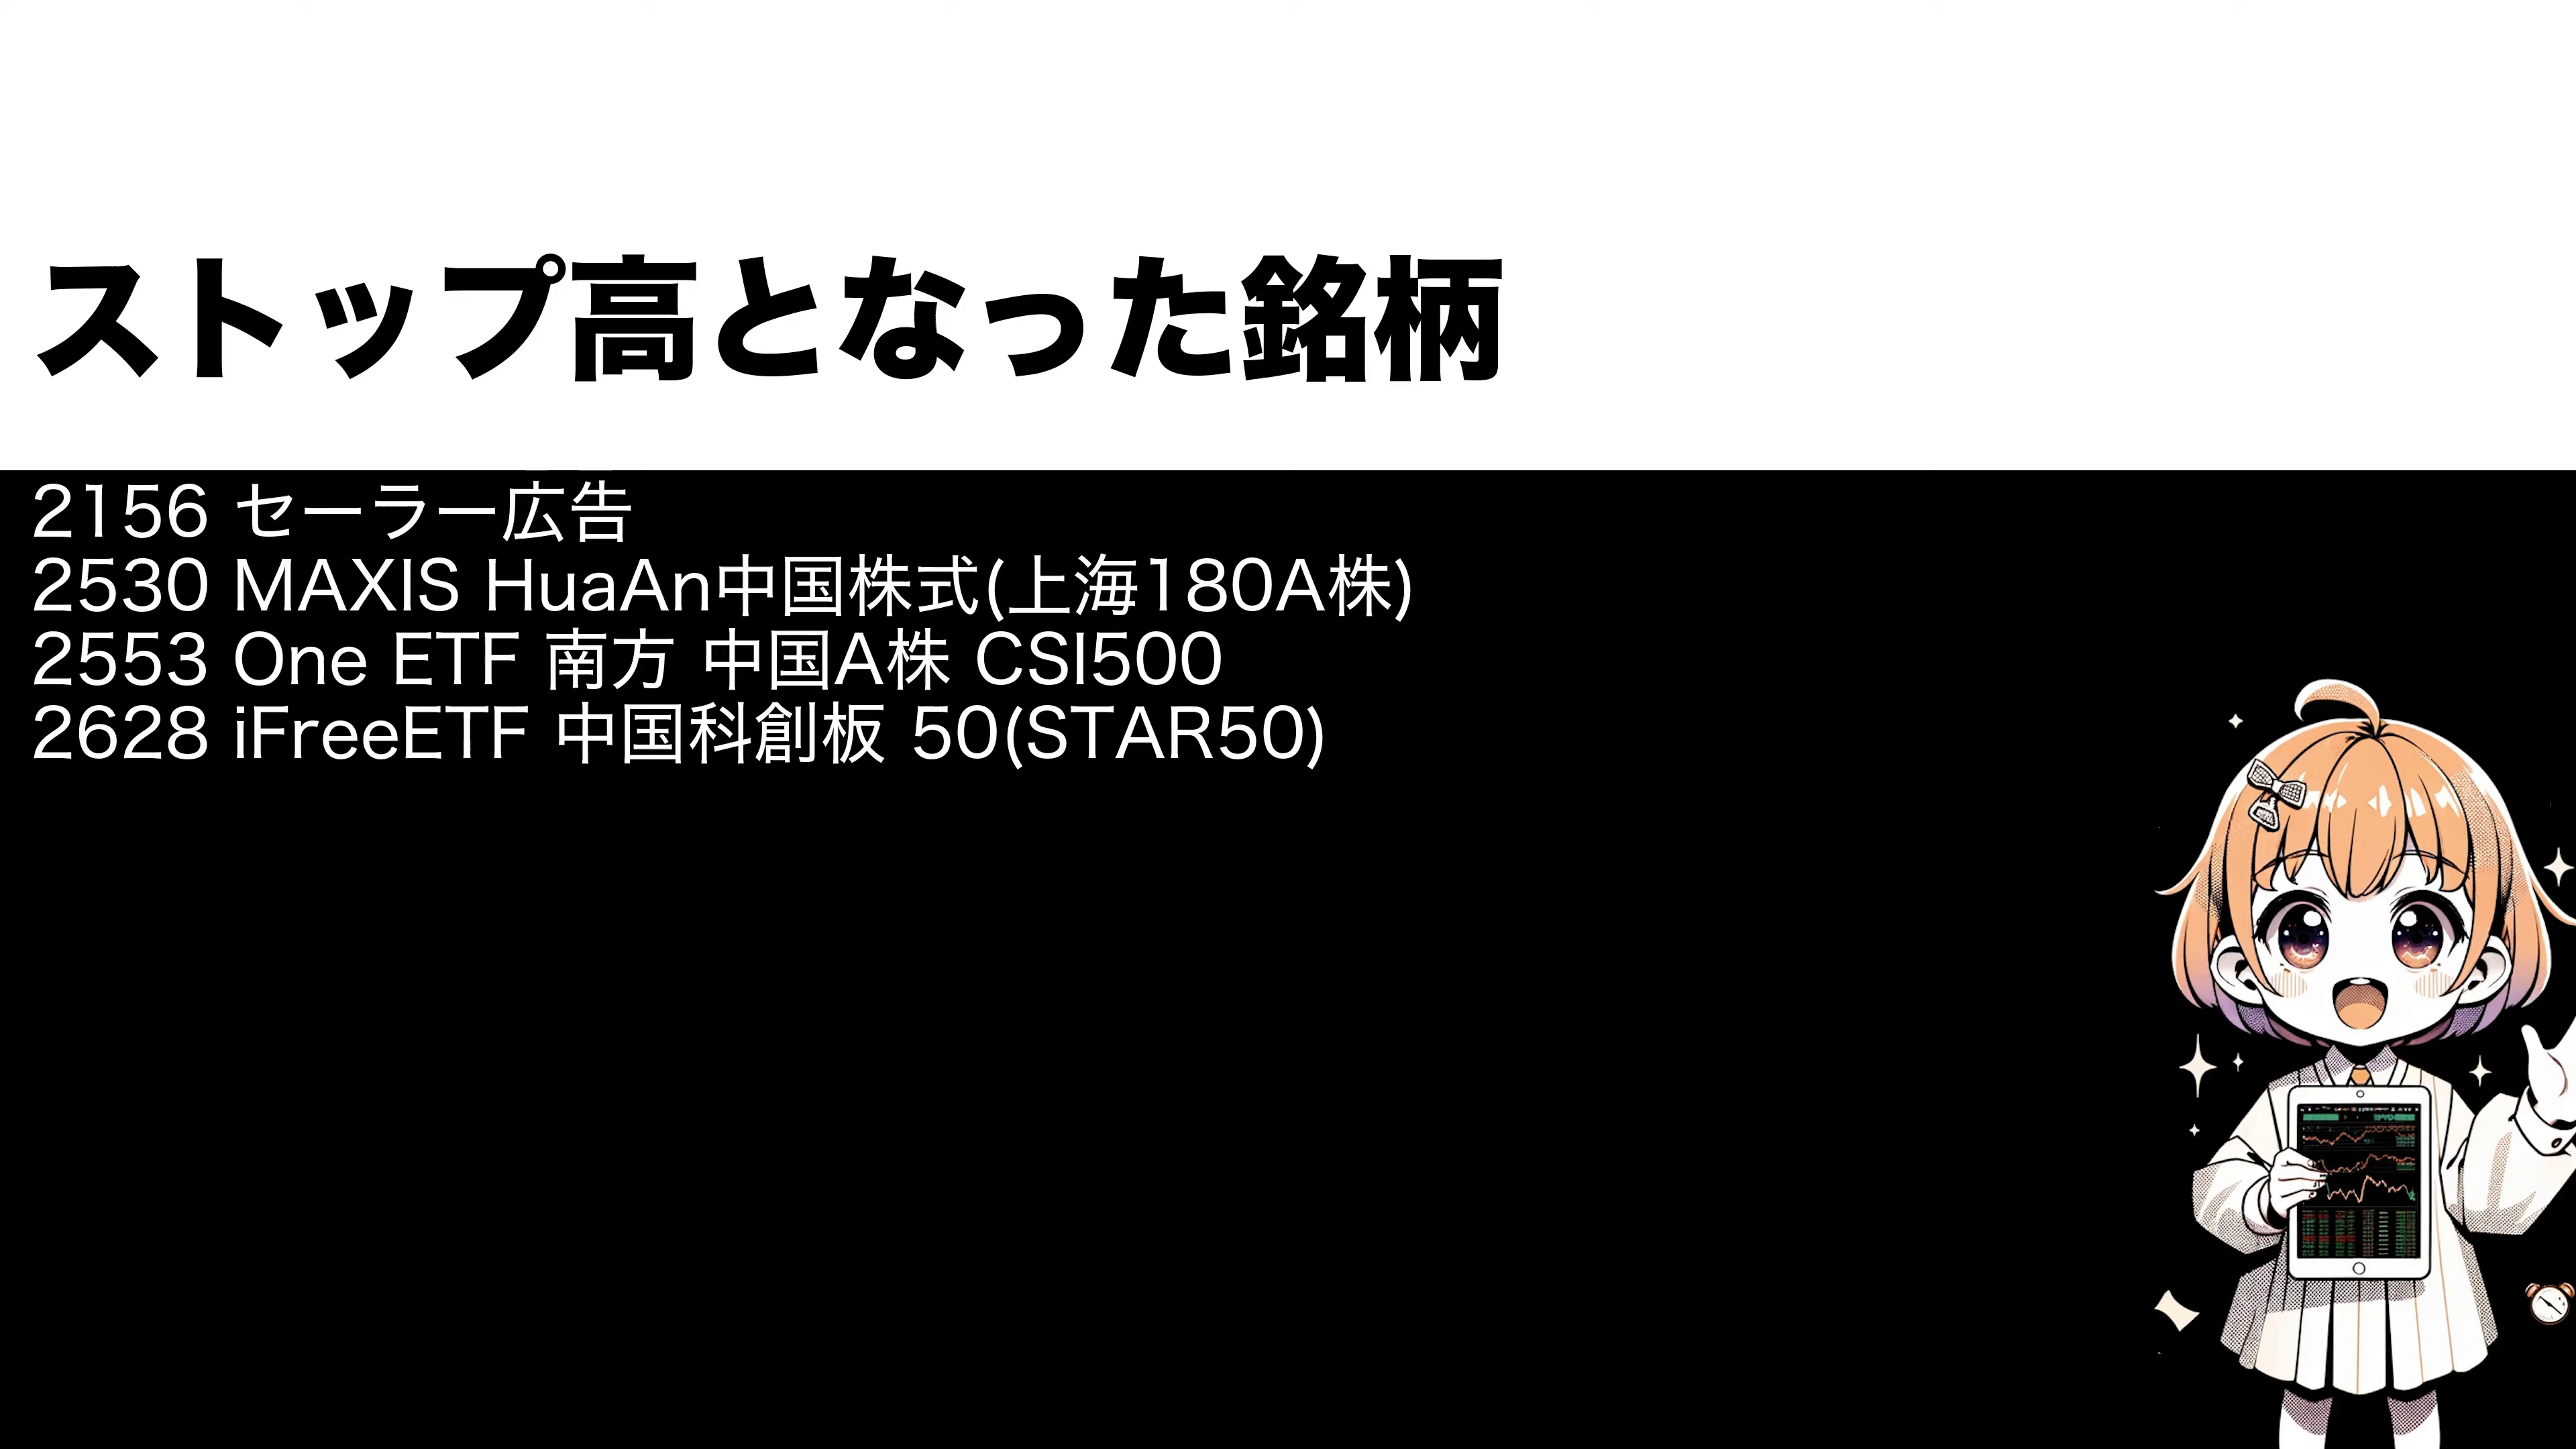 ストップ高となった銘柄
2156 セーラー広告
2530 MAXIS HuaAn中国株式(上海180A株)
2553 One ETF 南方 中国A株 CSI500
2628 iFreeETF 中国科創板 50(STAR50)